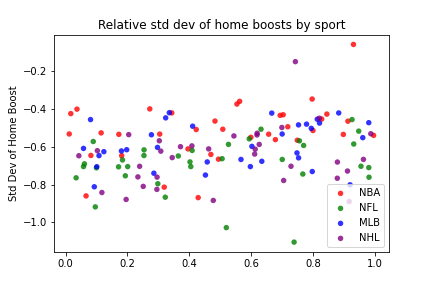 Relative std dev of home boosts by sport
Std Dev of Home Boost
−0.2
−0.4
−0.6
−0.8
−1.0
0.0 0.2 0.4 0.6 0.8 1.0
NBA
NFL
MLB
NHL